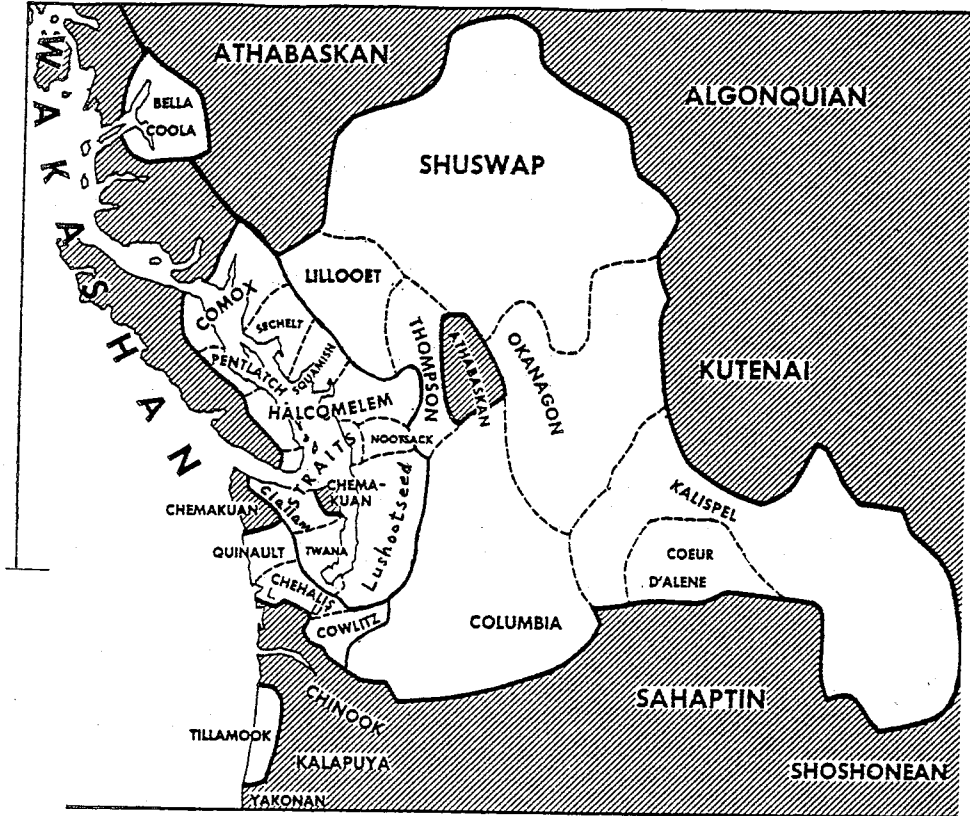 WAKASHAN
ATHABASKAN
ALGONQUIAN
BELLA
COOLA
SHUSWAP
LILLOOET
COMOX
SECHELT
SQUAMISH
PENTLATCH
THOMPSON
ATHABASKAN
OKANAGON
KUTENAI
HALCOMELEM
NOOTSACK
STRAITS
CHEMA-
KUAN
Clallam
CHEMAKUAN
KALISPEL
QUINAULT
TWANA
Lushootseed
COEUR
D'ALENE
CHEHALIS
L
U
COWLITZ
COLUMBIA
CHINOOK
SAHAPTIN
TILLAMOOK
KALAPUYA
SHOSHONEAN
YAKONAN